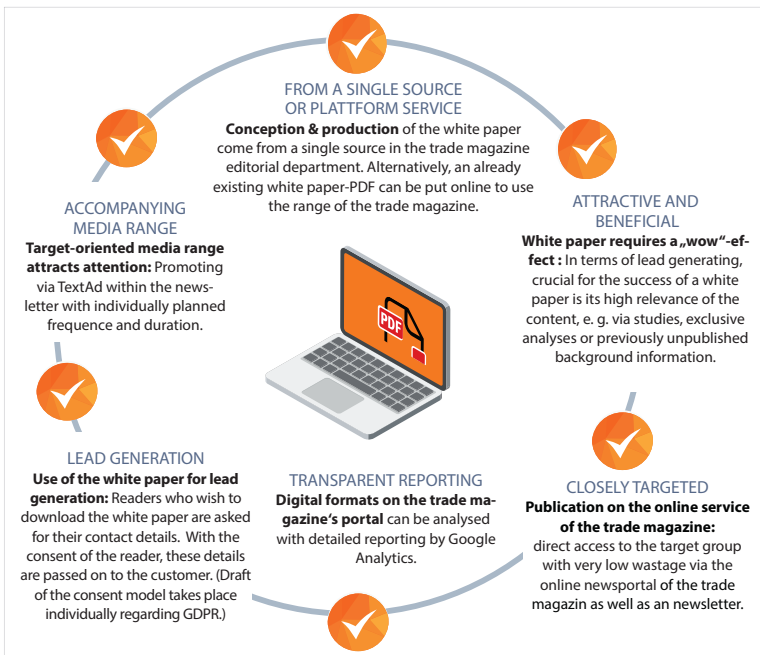 FROM A SINGLE SOURCE
OR PLATTFORM SERVICE
Conception & production of the white paper
come from a single source in the trade magazine
editorial department. Alternatively, an already
existing white paper-PDF can be put online to use
the range of the trade magazine.
ACCOMPANYING
MEDIA RANGE
Target-oriented media range
attracts attention: Promoting
via TextAd within the news-
letter with individually planned
frequence and duration.
ATTRACTIVE AND
BENEFICIAL
White paper requires a „wow“-ef-
fect : In terms of lead generating,
crucial for the success of a white
paper is its high relevance of the
content, e. g. via studies, exclusive
analyses or previously unpublished
background information.
PDF
LEAD GENERATION
Use of the white paper for lead
generation: Readers who wish to
download the white paper are asked
for their contact details.  With the
consent of the reader, these details
are passed on to the customer. (Draft
of the consent model takes place
individually regarding GDPR.)
TRANSPARENT REPORTING
Digital formats on the trade ma-
gazine‘s portal can be analysed
with detailed reporting by Google
Analytics.
CLOSELY TARGETED
Publication on the online service
of the trade magazine:
direct access to the target group
with very low wastage via the
online newsportal of the trade
magazin as well as an newsletter.